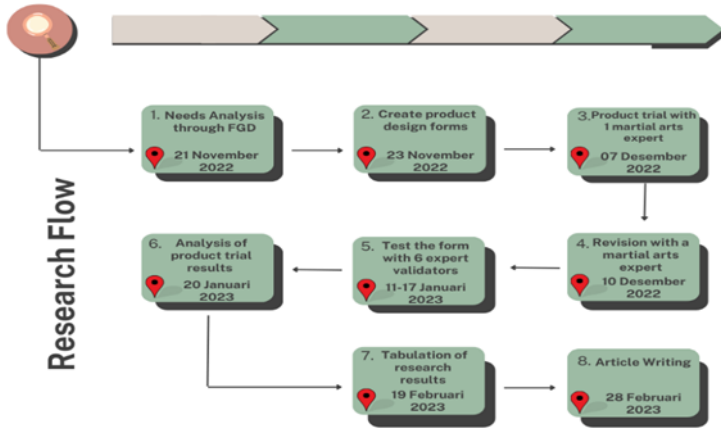 Research Flow
1. Needs Analysis
through FGD
21 November
2022
2. Create product
design forms
23 November
2022
3. Product trial with
1 martial arts
expert
07 Desember
2022
4. Revision with a
martial arts
expert
10 Desember
2022
5. Test the form
with 6 expert
validators
11-17 Januari
2023
6. Analysis of
product trial
results
20 Januari
2023
7. Tabulation of
research
results
19 Februari
2023
8. Article Writing
28 Februari
2023